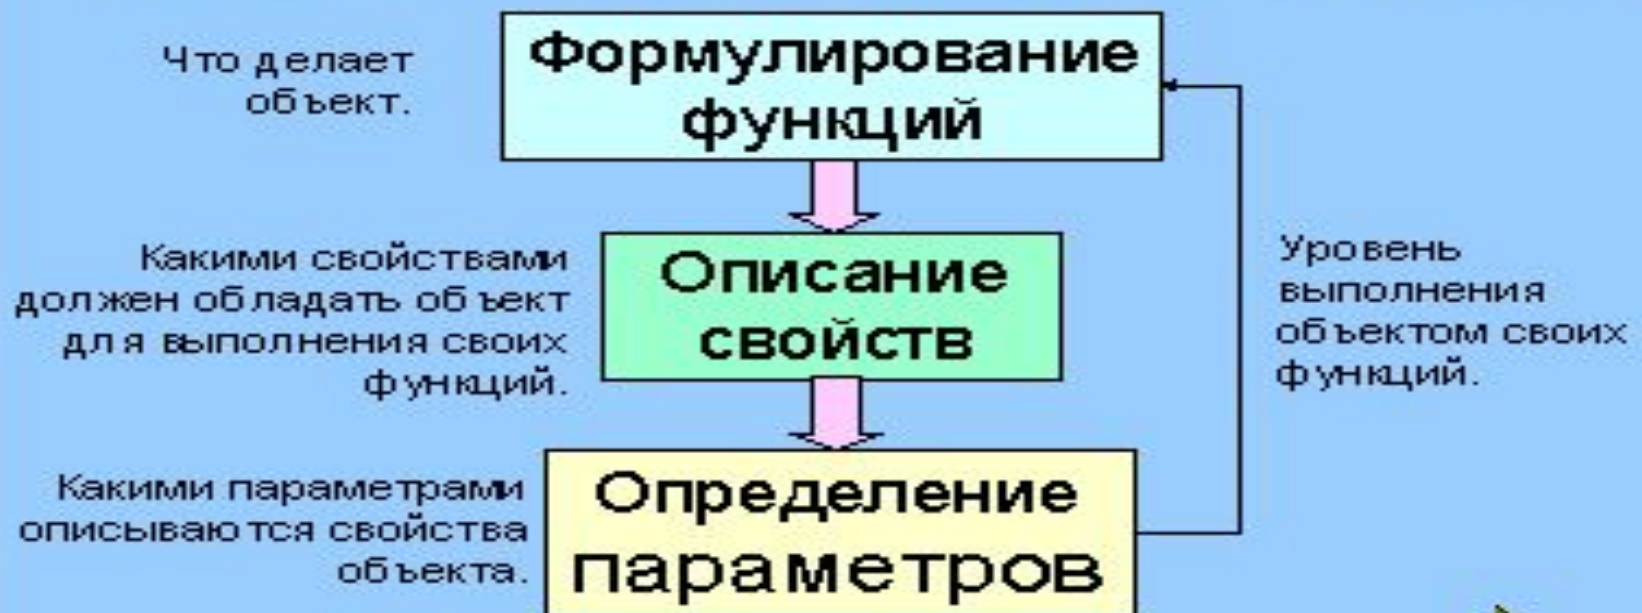 Что делает
объект.
Формулирование
функций
Какими свойствами
должен обладать объект
для выполнения своих
функций.
Описание
свойств
Уровень
выполнения
объектом своих
функций.
Какими параметрами
описываются свойства
объекта.
Определение
параметров